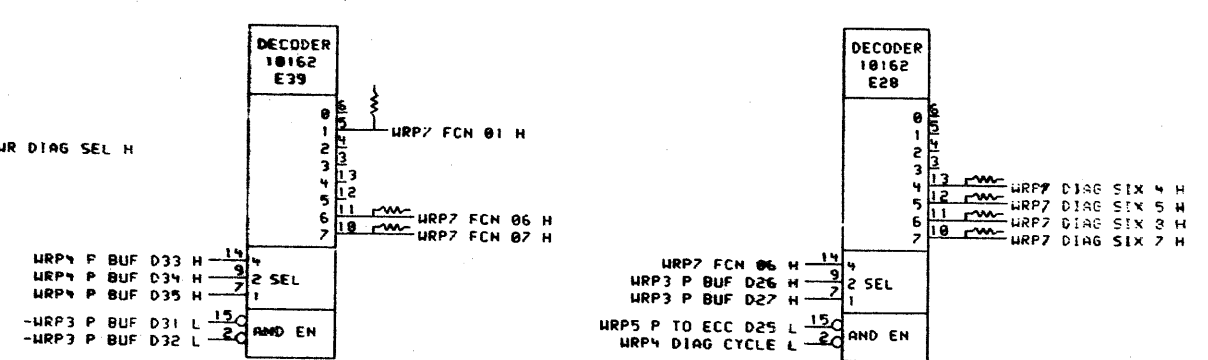 DECODER
10162
E39
0 6
1 5 WRP7 FCN 01 H
2 4
3 3
4 13
5 12
6 11 WRP7 FCN 06 H
7 10 WRP7 FCN 07 H
WR DIAG SEL H
WRP4 P BUF D33 H 14 4
WRP4 P BUF D34 H 9 2 SEL
WRP4 P BUF D35 H 7 1
-WRP3 P BUF D31 L 15
-WRP3 P BUF D32 L 2
AND EN
DECODER
10162
E28
0 6
1 5
2 4
3 3
4 13 WRP7 DIAG SIX 4 H
5 12 WRP7 DIAG SIX 5 H
6 11 WRP7 DIAG SIX H
7 10 WRP7 DIAG SIX 7 H
WRP7 FCN 06 H 14 4
WRP3 P BUF D26 H 9 2 SEL
WRP3 P BUF D27 H 7 1
WRP5 P TO ECC D25 L 15
WRP4 DIAG CYCLE L 2
AND EN